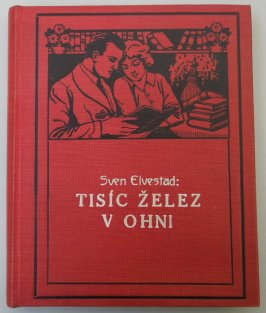 Sven Elvestad:
TISÍC ŽELEZ
V OHNI